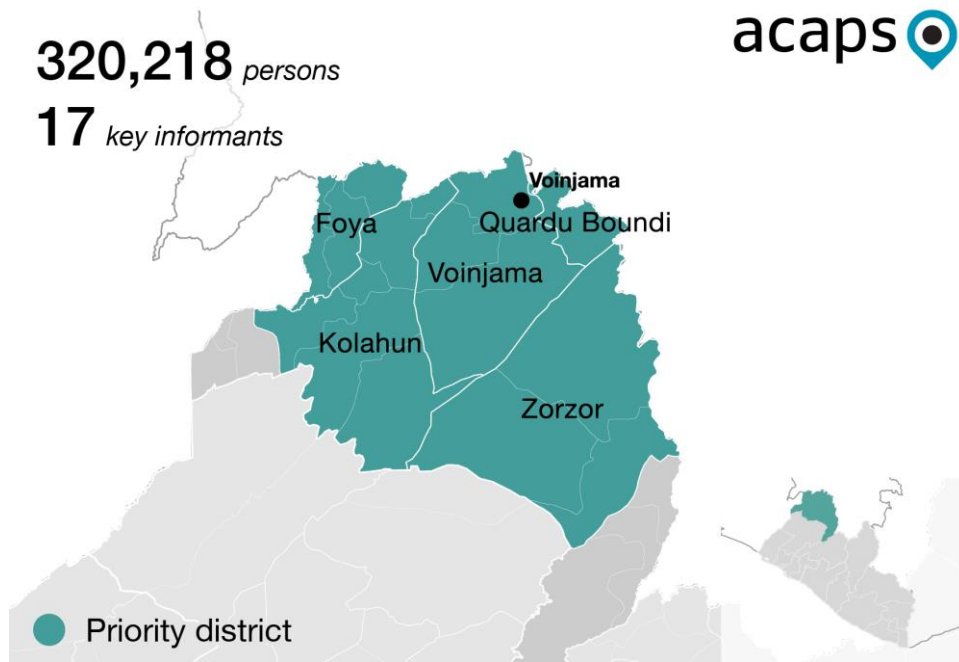 320,218 persons
17 key informants
acaps
Voinjama
Foya
Quardu Boundi
Voinjama
Kolahun
Zorzor
Priority district